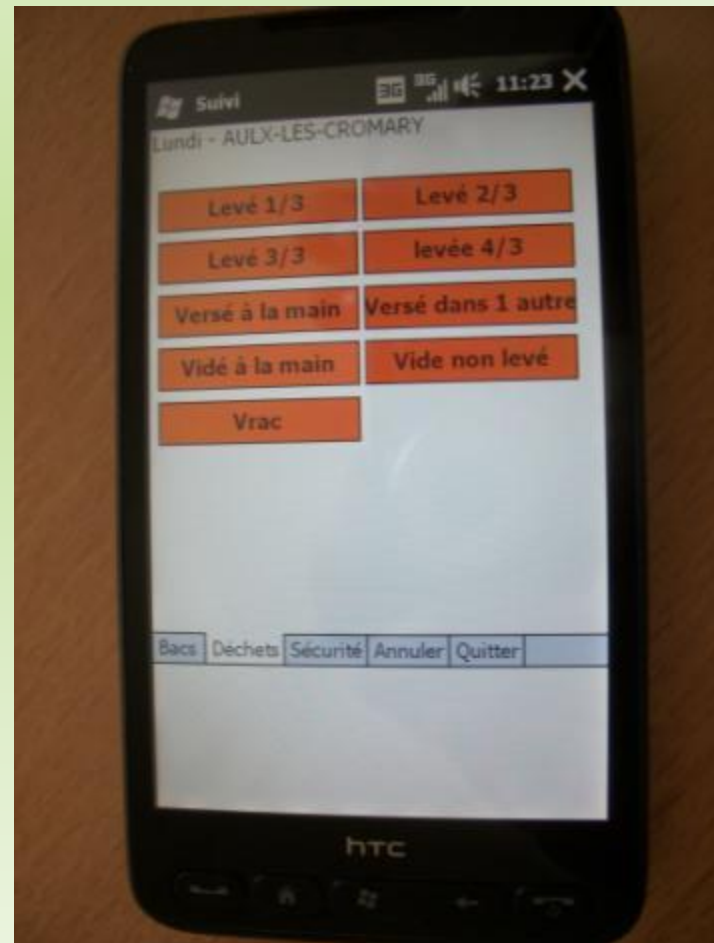 Suivi 3G 3G 11:23 X
Lundi - AULX-LES-CROMARY
Levé 1/3 Levé 2/3
Levé 3/3 levée 4/3
Versé à la main Versé dans 1 autre
Vidé à la main Vide non levé
Vrac
Bacs Déchets Sécurité Annuler Quitter
hTC